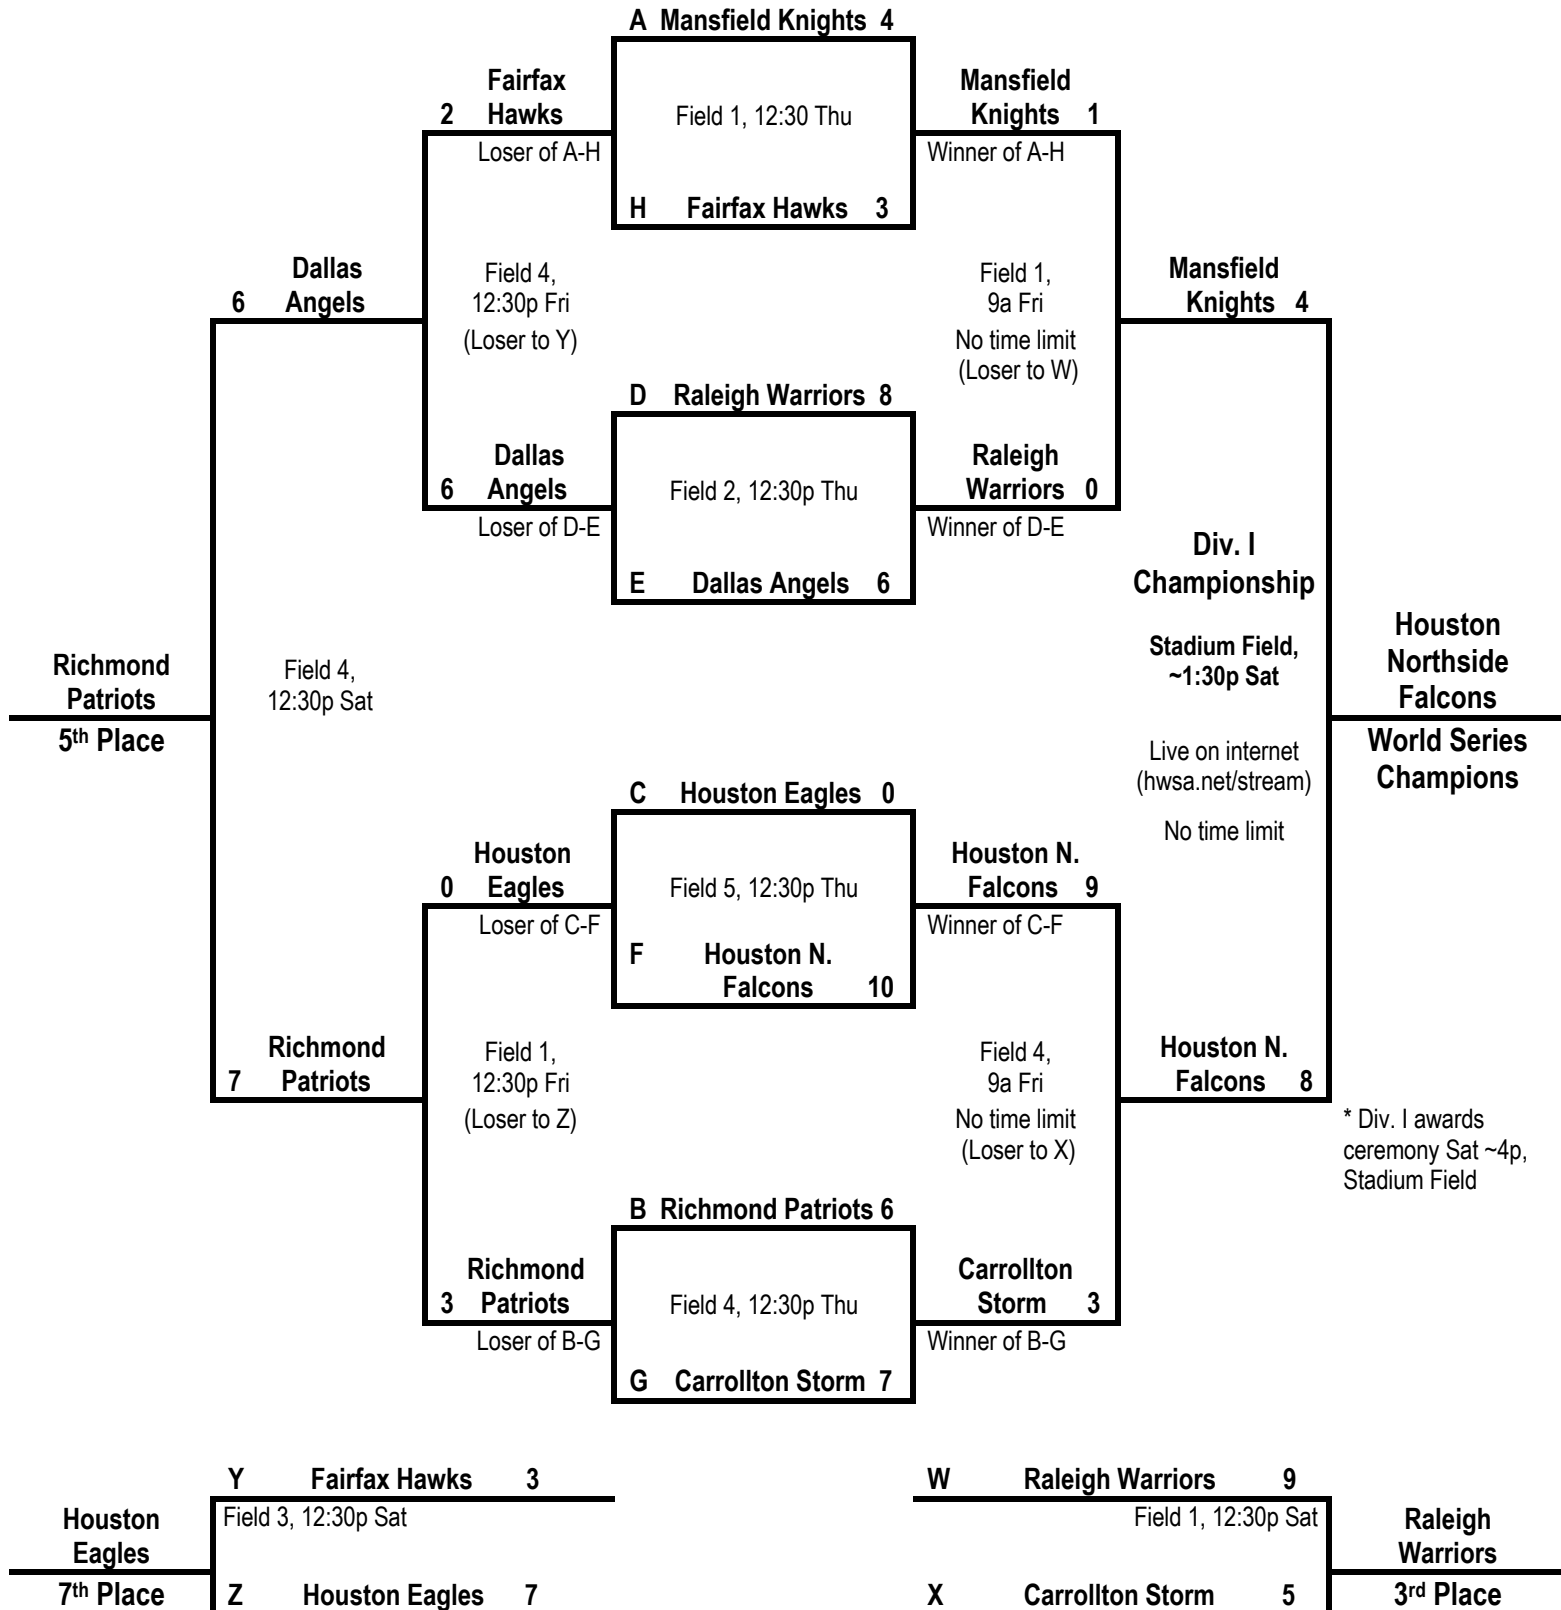 A Mansfield Knights 4
Fairfax
2 Hawks
Loser of A-H
Field 1, 12:30 Thu
Mansfield
Knights 1
Winner of A-H
H Fairfax Hawks 3
Dallas
6 Angels
Field 4,
12:30p Fri
(Loser to Y)
Field 1,
9a Fri
No time limit
(Loser to W)
Mansfield
Knights 4
D Raleigh Warriors 8
Dallas
6 Angels
Loser of D-E
Field 2, 12:30p Thu
Raleigh
Warriors 0
Winner of D-E
E Dallas Angels 6
Div. I
Championship
Stadium Field,
~1:30p Sat
Live on internet
(hwsa.net/stream)
No time limit
Richmond
Patriots
5th Place
Field 4,
12:30p Sat
Houston
Northside
Falcons
World Series
Champions
C Houston Eagles 0
Houston
0 Eagles
Loser of C-F
Field 5, 12:30p Thu
Houston N.
Falcons 9
Winner of C-F
F Houston N.
Falcons 10
Richmond
7 Patriots
Field 1,
12:30p Fri
(Loser to Z)
Field 4,
9a Fri
No time limit
(Loser to X)
Houston N.
Falcons 8
* Div. I awards
ceremony Sat ~4p,
Stadium Field
B Richmond Patriots 6
Richmond
3 Patriots
Loser of B-G
Field 4, 12:30p Thu
Carrollton
Storm 3
Winner of B-G
G Carrollton Storm 7
Y Fairfax Hawks 3
Field 3, 12:30p Sat
Houston
Eagles
7th Place
Z Houston Eagles 7
W Raleigh Warriors 9
Field 1, 12:30p Sat
Raleigh
Warriors
3rd Place
X Carrollton Storm 5